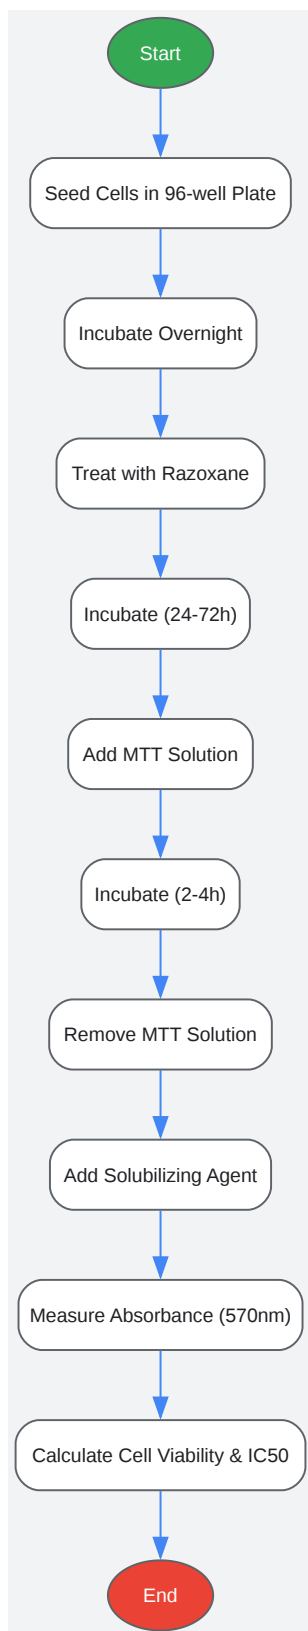 Start
Seed Cells in 96-well Plate
Incubate Overnight
Treat with Razoxane
Incubate (24-72h)
Add MTT Solution
Incubate (2-4h)
Remove MTT Solution
Add Solubilizing Agent
Measure Absorbance (570nm)
Calculate Cell Viability & IC50
End